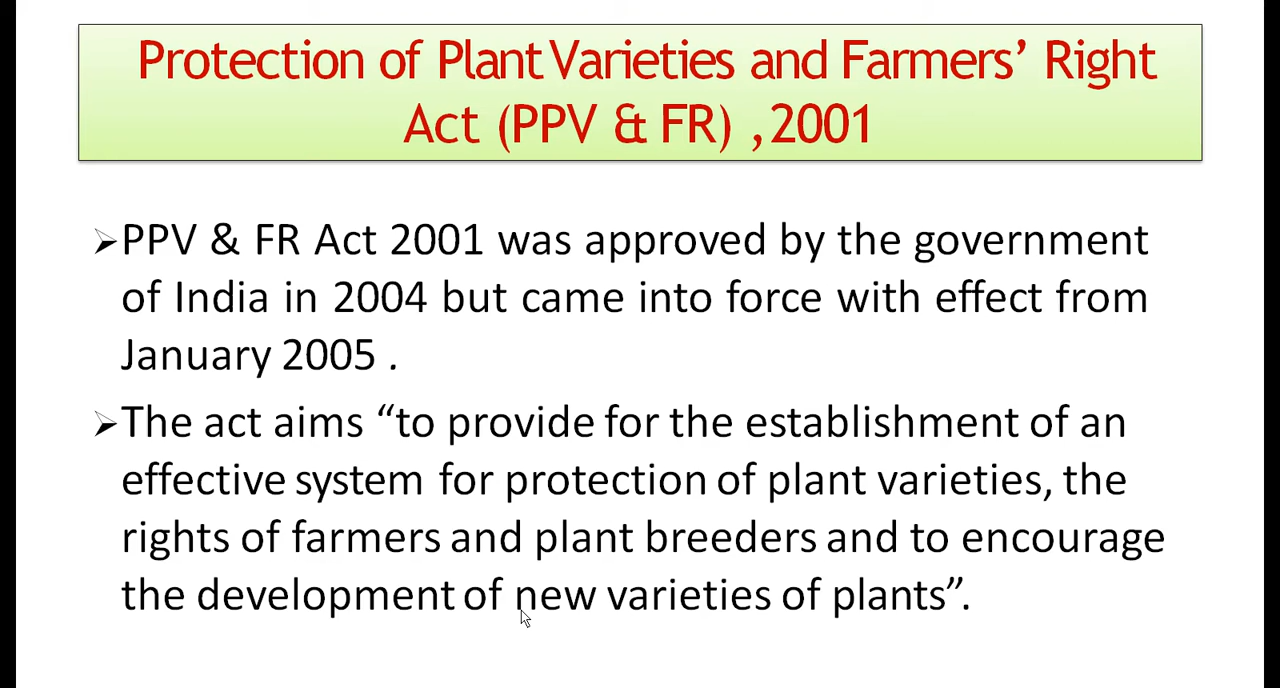 Protection of Plant Varieties and Farmers’ Right
Act (PPV & FR) ,2001
➢PPV & FR Act 2001 was approved by the government
of India in 2004 but came into force with effect from
January 2005 .
➢The act aims “to provide for the establishment of an
effective system for protection of plant varieties, the
rights of farmers and plant breeders and to encourage
the development of new varieties of plants”.